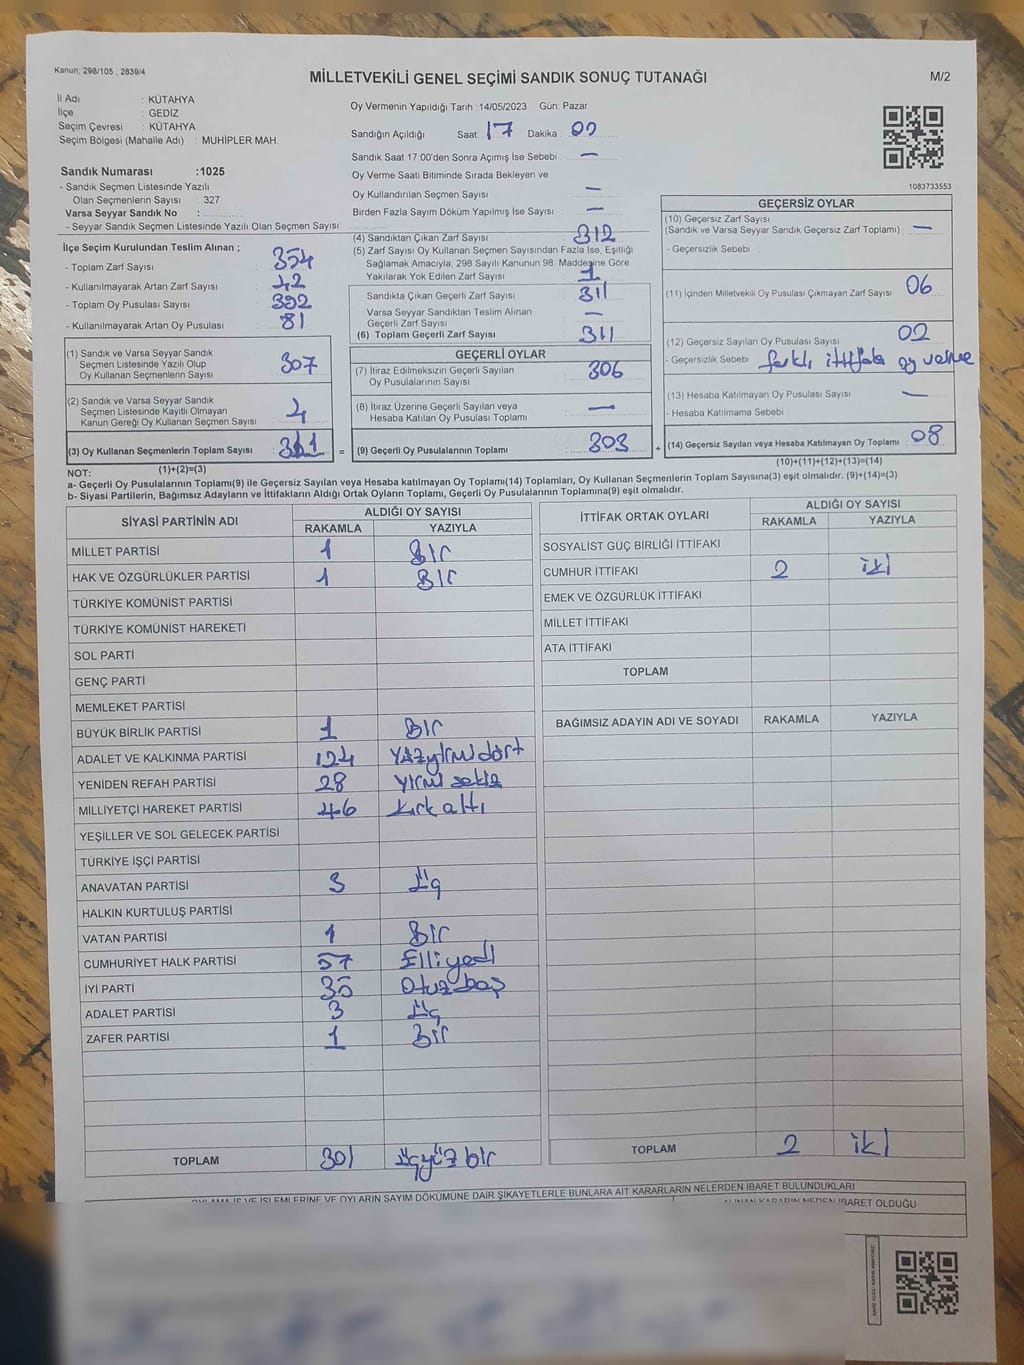 Kanun; 298/105 , 2839/4
MİLLETVEKİLİ GENEL SEÇİMİ SANDIK SONUÇ TUTANAĞI
M/2
İl Adı : KÜTAHYA
İlçe : GEDİZ
Seçim Çevresi : KÜTAHYA
Seçim Bölgesi (Mahalle Adı) : MUHİPLER MAH.
Oy Vermenin Yapıldığı Tarih :14/05/2023 Gün: Pazar
Sandığın Açıldığı Saat: 17 Dakika : 00
Sandık Saat 17:00'den Sonra Açımış İse Sebebi : —
Oy Verme Saati Bitiminde Sırada Bekleyen ve
Oy Kullandırılan Seçmen Sayısı —
Birden Fazla Sayım Döküm Yapılmış İse Sayısı : —
1083733553
Sandık Numarası :1025
- Sandık Seçmen Listesinde Yazılı
Olan Seçmenlerin Sayısı : 327
Varsa Seyyar Sandık No :
- Seyyar Sandık Seçmen Listesinde Yazılı Olan Seçmen Sayısı:
İlçe Seçim Kurulundan Teslim Alınan ;
- Toplam Zarf Sayısı : 354
- Kullanılmayarak Artan Zarf Sayısı : 42
- Toplam Oy Pusulası Sayısı : 392
- Kullanılmayarak Artan Oy Pusulası : 81
(1) Sandık ve Varsa Seyyar Sandık
Seçmen Listesinde Yazılı Olup
Oy Kullanan Seçmenlerin Sayısı : 307
(2) Sandık ve Varsa Seyyar Sandık
Seçmen Listesinde Kayıtlı Olmayan
Kanun Gereği Oy Kullanan Seçmen Sayısı : 4
(3) Oy Kullanan Seçmenlerin Toplam Sayısı : 311 =
(4) Sandıktan Çıkan Zarf Sayısı 312
(5) Zarf Sayısı Oy Kullanan Seçmen Sayısından Fazla İse, Eşitliği
Sağlamak Amacıyla, 298 Sayılı Kanunun 98. Maddesine Göre
Yakılarak Yok Edilen Zarf Sayısı : 1
Sandıkta Çıkan Geçerli Zarf Sayısı : 311
Varsa Seyyar Sandıktan Teslim Alınan
Geçerli Zarf Sayısı : —
(6) Toplam Geçerli Zarf Sayısı : 311
GEÇERLİ OYLAR
(7) İtiraz Edilmeksizin Geçerli Sayılan
Oy Pusulalarının Sayısı : 306
(8) İtiraz Üzerine Geçerli Sayılan veya
Hesaba Katılan Oy Pusulası Toplamı : —
(9) Geçerli Oy Pusulalarının Toplamı : 303 +
GEÇERSİZ OYLAR
(10) Geçersiz Zarf Sayısı
(Sandık ve Varsa Seyyar Sandık Geçersiz Zarf Toplamı) : —
- Geçersizlik Sebebi :
(11) İçinden Milletvekili Oy Pusulası Çıkmayan Zarf Sayısı : 06
(12) Geçersiz Sayılan Oy Pusulası Sayısı : 02
- Geçersizlik Sebebi : farklı ittifaka oy verme
(13) Hesaba Katılmayan Oy Pusulası Sayısı : —
- Hesaba Katılmama Sebebi :
(14) Geçersiz Sayılan veya Hesaba Katılmayan Oy Toplamı : 08
NOT: (1)+(2)=(3)
(10)+(11)+(12)+(13)=(14)
a- Geçerli Oy Pusulalarının Toplamı(9) ile Geçersiz Sayılan veya Hesaba katılmayan Oy Toplamı(14) Toplamları, Oy Kullanan Seçmenlerin Toplam Sayısına(3) eşit olmalıdır. (9)+(14)=(3)
b- Siyasi Partilerin, Bağımsız Adayların ve İttifakların Aldığı Ortak Oyların Toplamı, Geçerli Oy Pusulalarının Toplamına(9) eşit olmalıdır.
SİYASİ PARTİNİN ADI
ALDIĞI OY SAYISI
RAKAMLA YAZIYLA
MİLLET PARTİSİ 1 Bir
HAK VE ÖZGÜRLÜKLER PARTİSİ 1 Bir
TÜRKİYE KOMÜNİST PARTİSİ
TÜRKİYE KOMÜNİST HAREKETİ
SOL PARTİ
GENÇ PARTİ
MEMLEKET PARTİSİ
BÜYÜK BİRLİK PARTİSİ 1 Bir
ADALET VE KALKINMA PARTİSİ 124 Yüzyirmidört
YENİDEN REFAH PARTİSİ 28 Yirmi sekiz
MİLLİYETÇİ HAREKET PARTİSİ 46 Kırk altı
YEŞİLLER VE SOL GELECEK PARTİSİ
TÜRKİYE İŞÇİ PARTİSİ
ANAVATAN PARTİSİ 3 Üç
HALKIN KURTULUŞ PARTİSİ
VATAN PARTİSİ 1 Bir
CUMHURİYET HALK PARTİSİ 57 Elliyedi
İYİ PARTİ 35 Otuzbeş
ADALET PARTİSİ 3 Üç
ZAFER PARTİSİ 1 Bir
TOPLAM 301 Üçyüz bir
İTTİFAK ORTAK OYLARI
ALDIĞI OY SAYISI
RAKAMLA YAZIYLA
SOSYALİST GÜÇ BİRLİĞİ İTTİFAKI
CUMHUR İTTİFAKI 2 iki
EMEK VE ÖZGÜRLÜK İTTİFAKI
MİLLET İTTİFAKI
ATA İTTİFAKI
TOPLAM
BAĞIMSIZ ADAYIN ADI VE SOYADI RAKAMLA YAZIYLA
TOPLAM 2 iki
OYLAMA İŞ VE İŞLEMLERİNE VE OYLARIN SAYIM DÖKÜMÜNE DAİR ŞİKAYETLERLE BUNLARA AİT KARARLARIN NELERDEN İBARET BULUNDUKLARI
ALINAN KARARIN NEDEN İBARET OLDUĞU